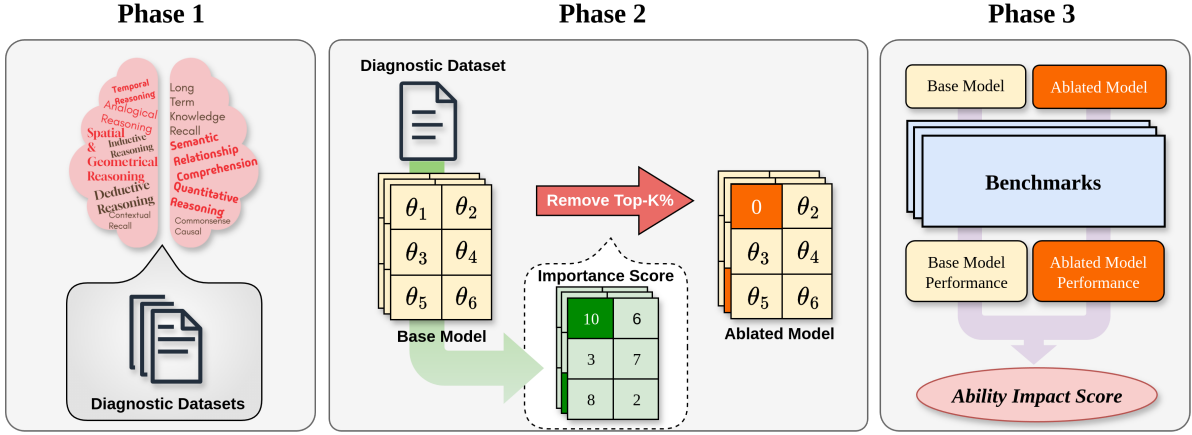 Phase 1
Temporal
Reasoning
Analogical
Reasoning
Spatial
&
Geometrical
Reasoning
Inductive
Reasoning
Deductive
Reasoning
Contextual
Recall
Long
Term
Knowledge
Recall
Semantic
Relationship
Comprehension
Quantitative
Reasoning
Commonsense
Causal
Diagnostic Datasets
Phase 2
Diagnostic Dataset
θ1 θ2
θ3 θ4
θ5 θ6
Base Model
Remove Top-K%
Importance Score
10 6
3 7
8 2
0 θ2
θ3 θ4
θ5 θ6
Ablated Model
Phase 3
Base Model
Ablated Model
Benchmarks
Base Model
Performance
Ablated Model
Performance
Ability Impact Score